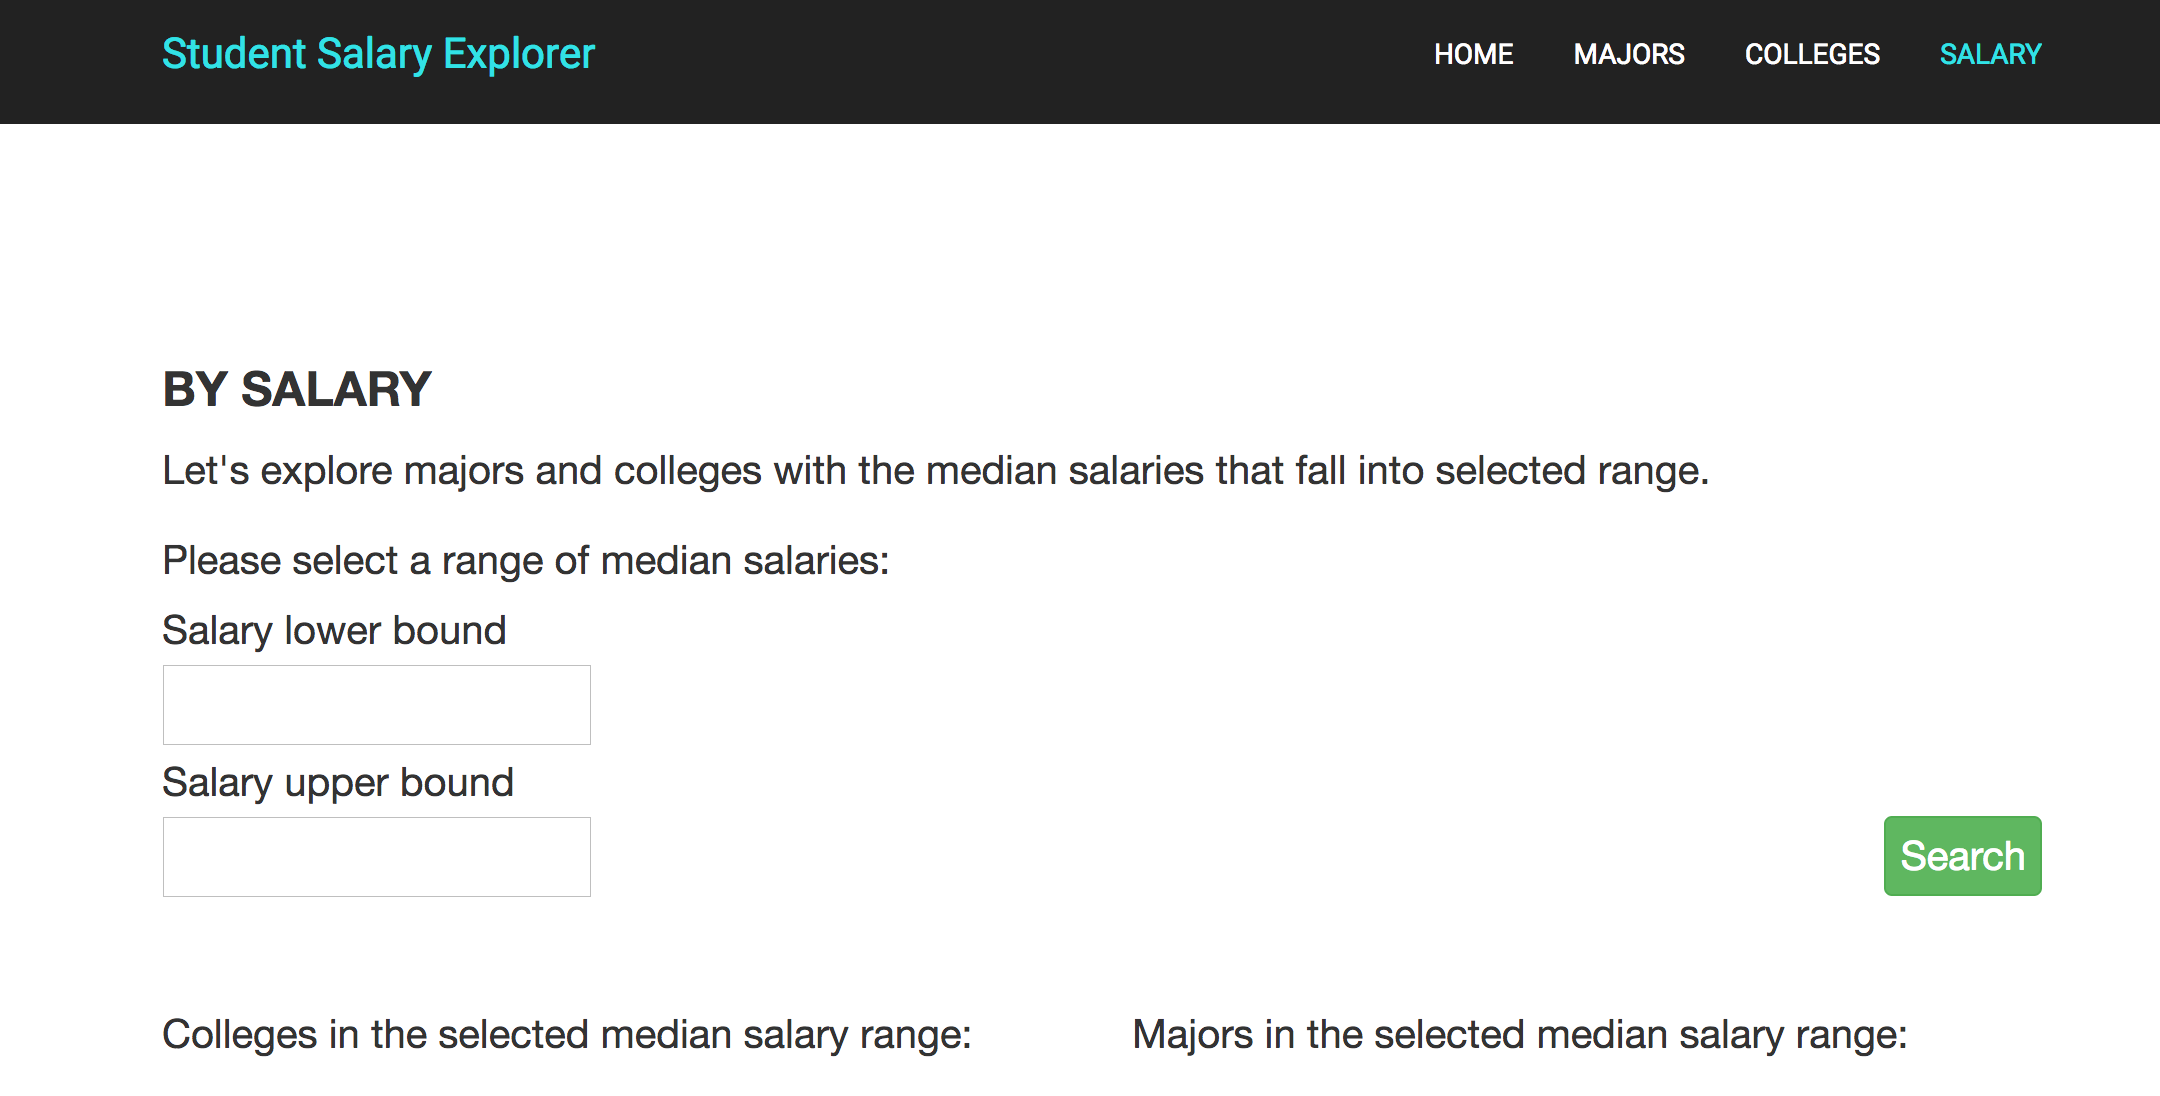 Student Salary Explorer HOME MAJORS COLLEGES SALARY
BY SALARY
Let's explore majors and colleges with the median salaries that fall into selected range.
Please select a range of median salaries:
Salary lower bound
Salary upper bound
Search
Colleges in the selected median salary range: Majors in the selected median salary range: